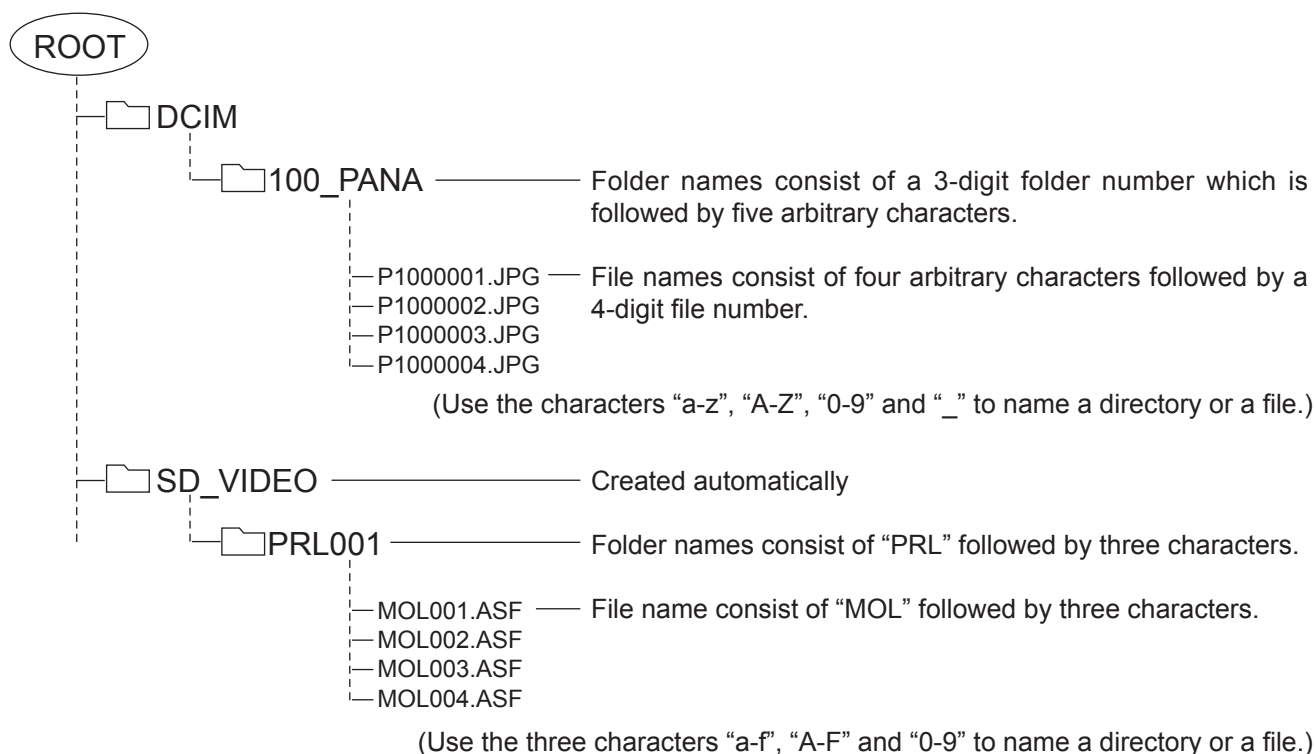 ROOT
DCIM
100_PANA
Folder names consist of a 3-digit folder number which is
followed by five arbitrary characters.
P1000001.JPG
File names consist of four arbitrary characters followed by a
P1000002.JPG
4-digit file number.
P1000003.JPG
P1000004.JPG
(Use the characters “a-z”, “A-Z”, “0-9” and “_” to name a directory or a file.)
SD_VIDEO
Created automatically
PRL001
Folder names consist of “PRL” followed by three characters.
MOL001.ASF
File name consist of “MOL” followed by three characters.
MOL002.ASF
MOL003.ASF
MOL004.ASF
(Use the three characters “a-f”, “A-F” and “0-9” to name a directory or a file.)